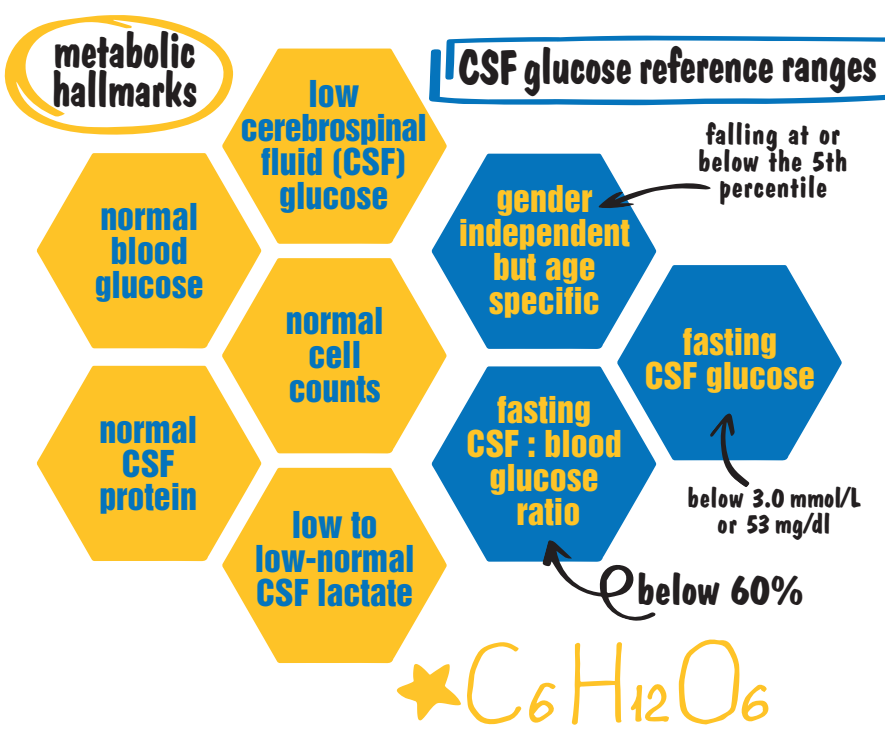 metabolic
hallmarks
low
cerebrospinal
fluid (CSF)
glucose
normal
blood
glucose
normal
cell
counts
normal
CSF
protein
low to
low-normal
CSF lactate
CSF glucose reference ranges
falling at or
below the 5th
percentile
gender
independent
but age
specific
fasting
CSF glucose
below 3.0 mmol/L
or 53 mg/dl
fasting
CSF : blood
glucose
ratio
below 60%
C6H12O6